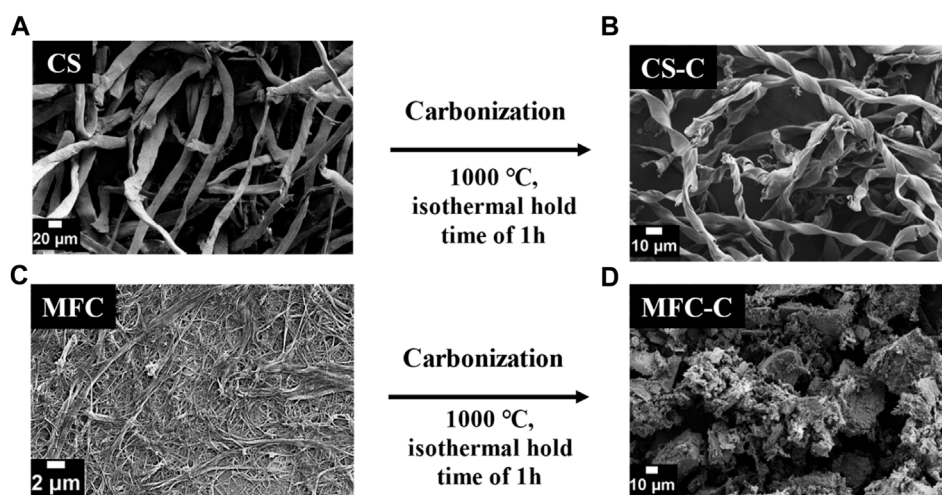 A
CS
20 μm
Carbonization
1000 °C,
isothermal hold
time of 1h
B
CS-C
10 μm
C
MFC
2 μm
Carbonization
1000 °C,
isothermal hold
time of 1h
D
MFC-C
10 μm